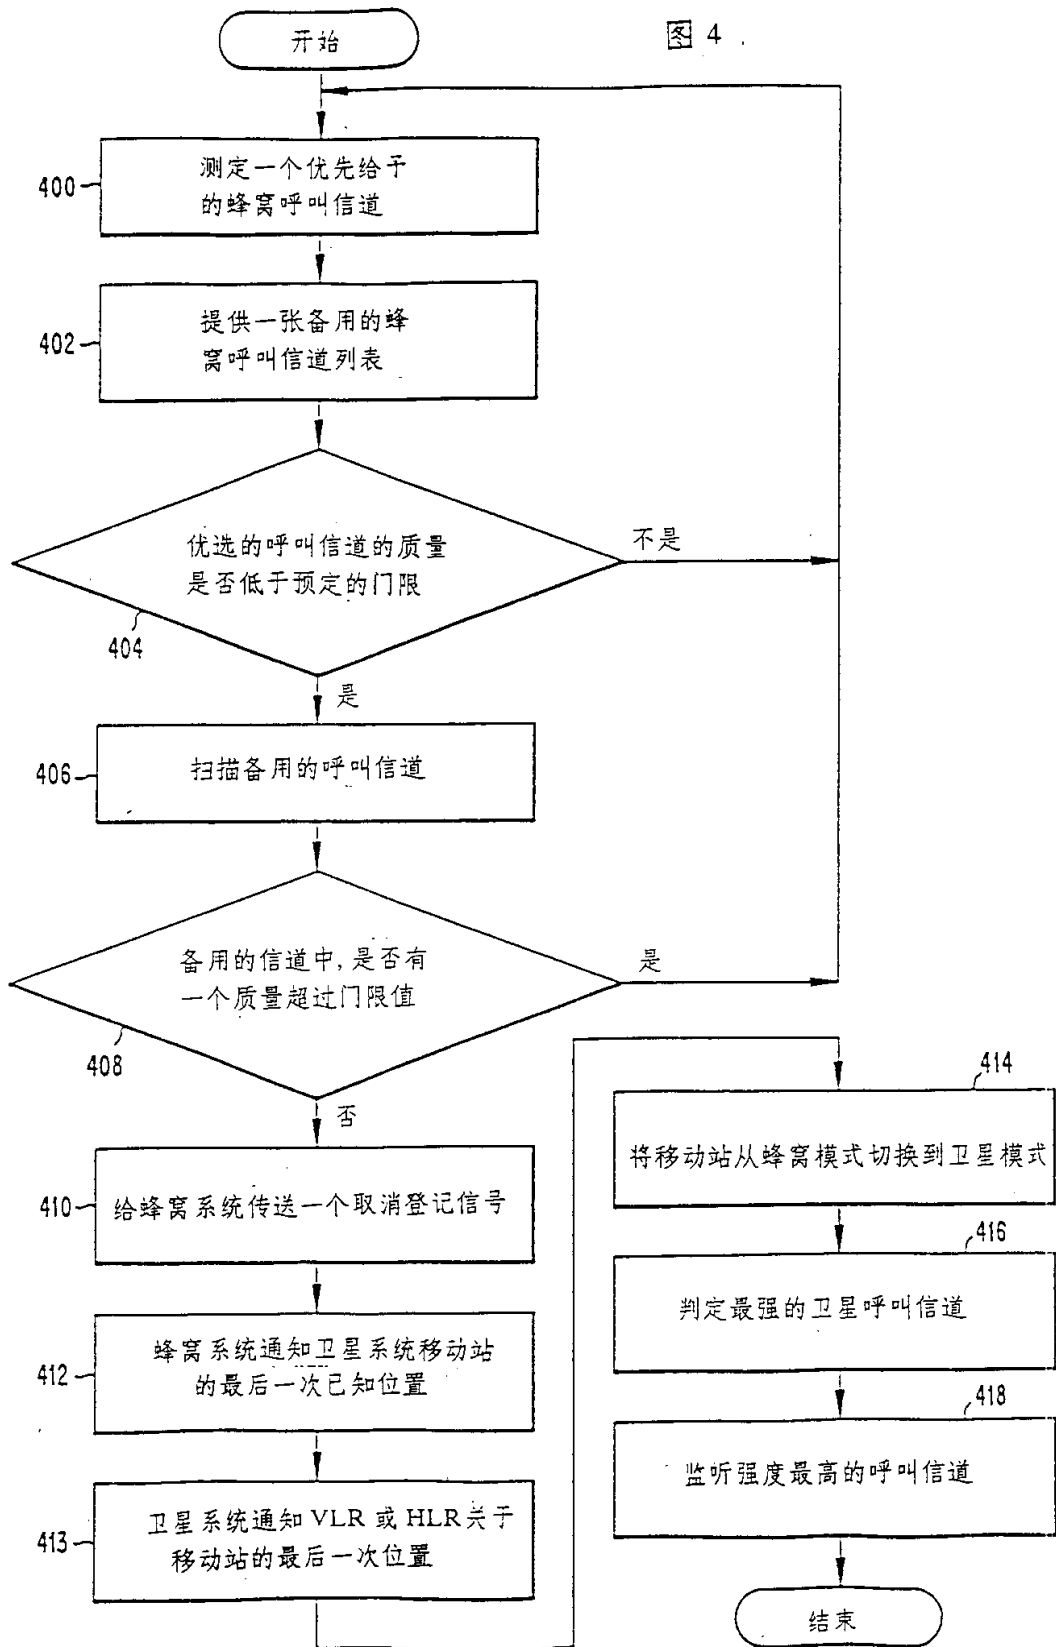 图 4
开始
400
测定一个优先给予
的蜂窝呼叫信道
402
提供一张备用的蜂
窝呼叫信道列表
优选的呼叫信道的质量
是否低于预定的门限
不是
404
是
406
扫描备用的呼叫信道
备用的信道中,是否有
一个质量超过门限值
是
408
否
410
给蜂窝系统传送一个取消登记信号
412
蜂窝系统通知卫星系统移动站
的最后一次已知位置
413
卫星系统通知 VLR 或 HLR关于
移动站的最后一次位置
414
将移动站从蜂窝模式切换到卫星模式
416
判定最强的卫星呼叫信道
418
监听强度最高的呼叫信道
结束